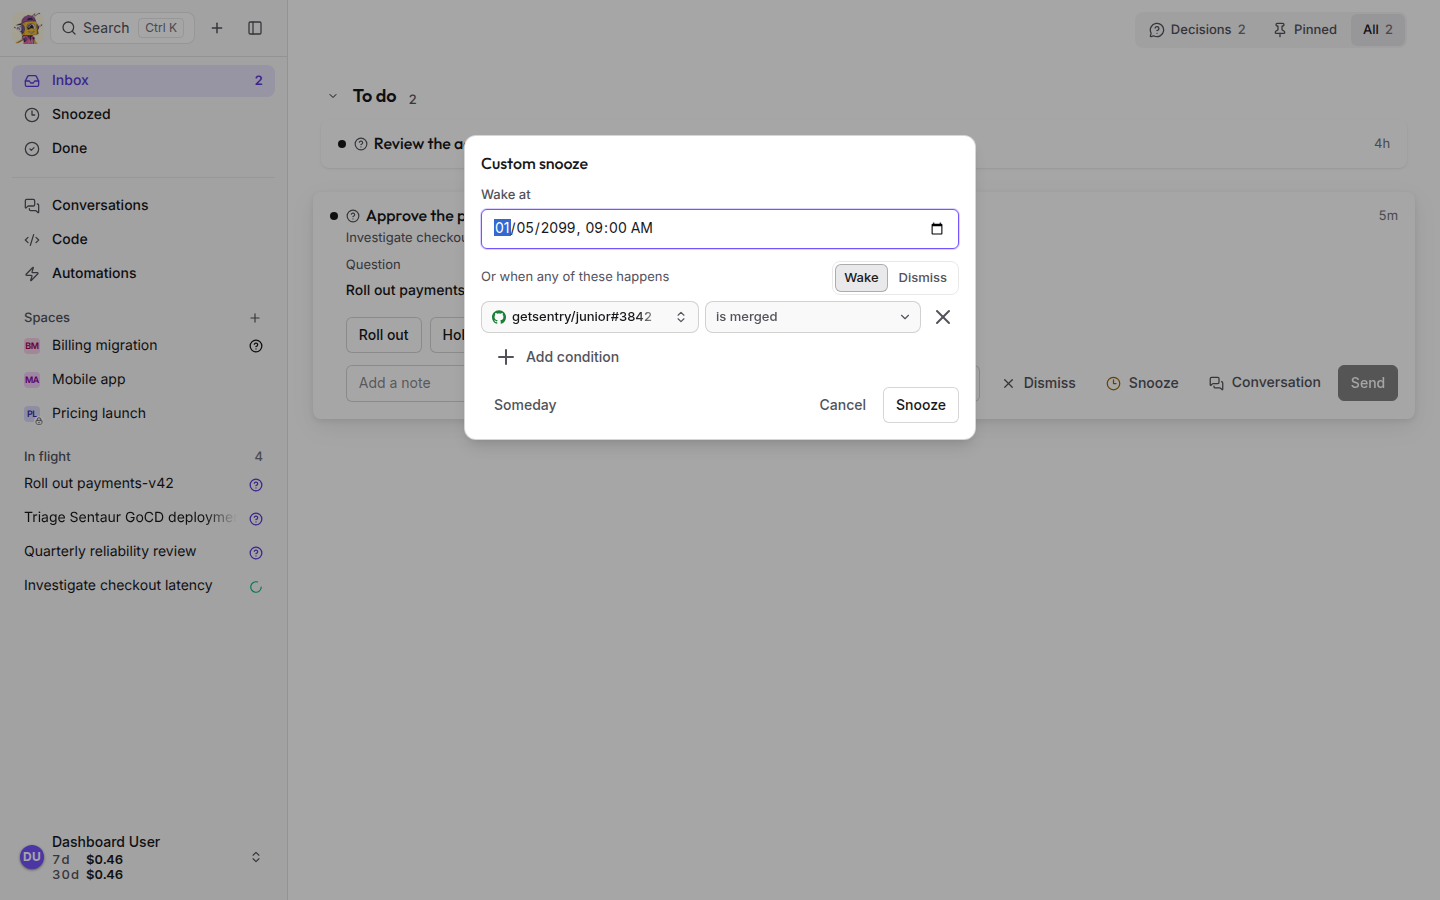 Search Ctrl K
Inbox 2
Snoozed
Done
Conversations
Code
Automations
Spaces
BM Billing migration
MA Mobile app
PL Pricing launch
In flight 4
Roll out payments-v42
Triage Sentaur GoCD deployme
Quarterly reliability review
Investigate checkout latency
DU Dashboard User
7d $0.46
30d $0.46
Decisions 2 Pinned All 2
To do 2
Review the a 4h
Approve the p 5m
Investigate checkou
Question
Roll out payments
Roll out Hol
Add a note Dismiss Snooze Conversation Send
Custom snooze
Wake at
01/05/2099, 09:00 AM
Or when any of these happens Wake Dismiss
getsentry/junior#3842 is merged
Add condition
Someday Cancel Snooze